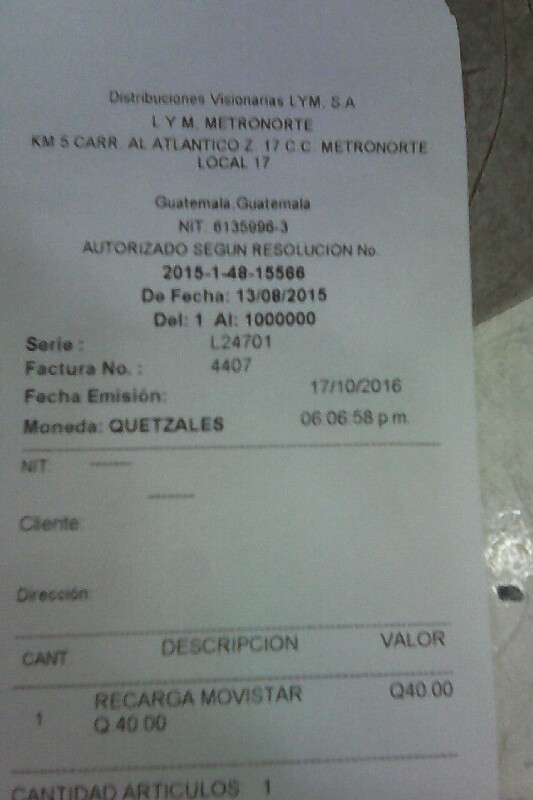 Distribuciones Visionarias LYM, S.A
L Y M. METRONORTE
KM 5 CARR. AL ATLANTICO Z. 17 C.C. METRONORTE
LOCAL 17
Guatemala,Guatemala
NIT. 6135996-3
AUTORIZADO SEGUN RESOLUCION No.
2015-1-48-15566
De Fecha: 13/08/2015
Del: 1 Al: 1000000
Serie : L24701
Factura No. : 4407
Fecha Emisión: 17/10/2016
Moneda: QUETZALES 06:06:58 p.m.
NIT: ------
------
Cliente:
Dirección:
CANT DESCRIPCION VALOR
1 RECARGA MOVISTAR Q40.00
Q 40.00
CANTIDAD ARTICULOS 1